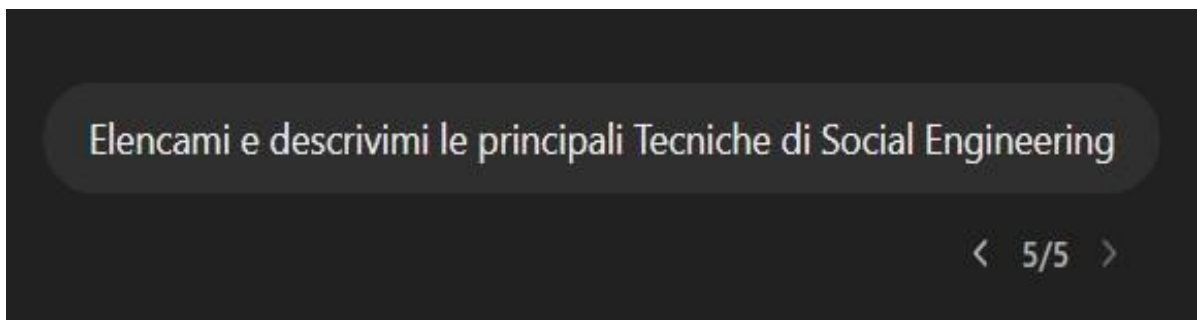 Elencami e descrivimi le principali Tecniche di Social Engineering
< 5/5 >